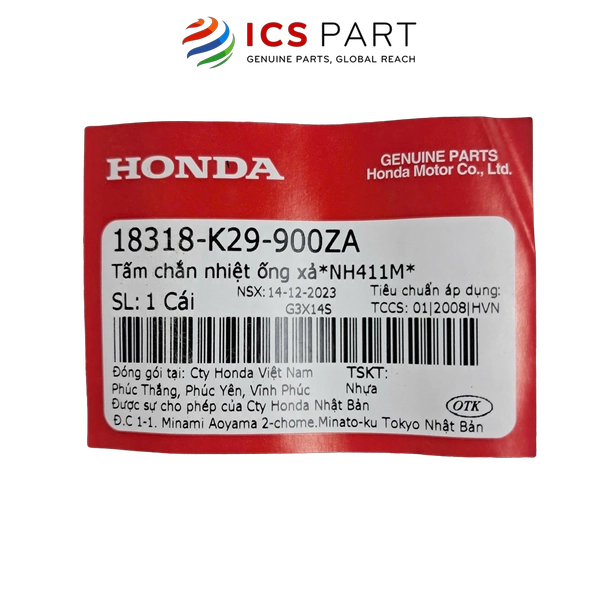 ICS PART
GENUINE PARTS, GLOBAL REACH
HONDA
GENUINE PARTS
Honda Motor Co., Ltd.
18318-K29-900ZA
Tấm chắn nhiệt ống xả*NH411M*
SL: 1 Cái
NSX: 14-12-2023
G3X14S
Tiêu chuẩn áp dụng:
TCCS: 01|2008|HVN
Đóng gói tại: Cty Honda Việt Nam
Phúc Thắng, Phúc Yên, Vĩnh Phúc
TSKT:
Nhựa
Được sự cho phép của Cty Honda Nhật Bản
Đ.C 1-1. Minami Aoyama 2-chome.Minato-ku Tokyo Nhật Bản
OTK